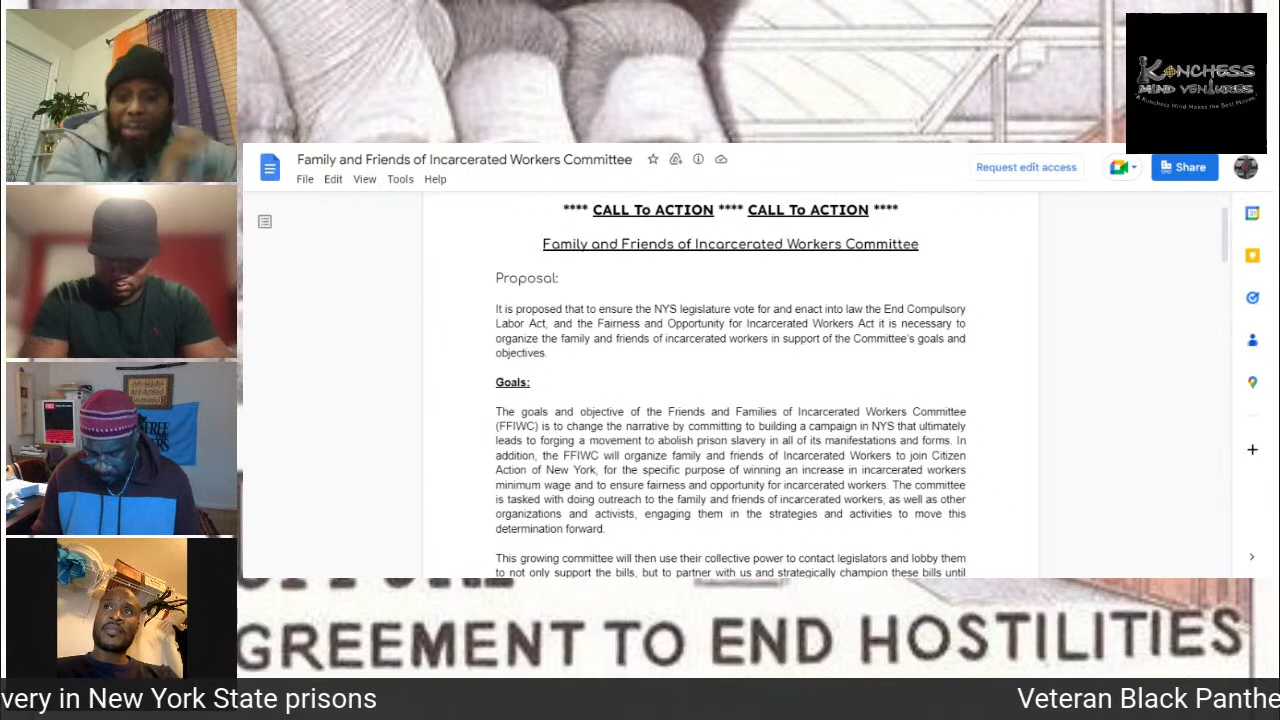 KONCHESS
MIND VENTURES
"A Konchess Mind Makes the Best Moves."
Family and Friends of Incarcerated Workers Committee
Request edit access
Share
File Edit View Tools Help
**** CALL To ACTION **** CALL To ACTION ****
Family and Friends of Incarcerated Workers Committee
Proposal:
It is proposed that to ensure the NYS legislature vote for and enact into law the End Compulsory
Labor Act, and the Fairness and Opportunity for Incarcerated Workers Act it is necessary to
organize the family and friends of incarcerated workers in support of the Committee's goals and
objectives.
Goals:
The goals and objective of the Friends and Families of Incarcerated Workers Committee
(FFIWC) is to change the narrative by committing to building a campaign in NYS that ultimately
leads to forging a movement to abolish prison slavery in all of its manifestations and forms. In
addition, the FFIWC will organize family and friends of Incarcerated Workers to join Citizen
Action of New York, for the specific purpose of winning an increase in incarcerated workers
minimum wage and to ensure fairness and opportunity for incarcerated workers. The committee
is tasked with doing outreach to the family and friends of incarcerated workers, as well as other
organizations and activists, engaging them in the strategies and activities to move this
determination forward.
This growing committee will then use their collective power to contact legislators and lobby them
to not only support the bills, but to partner with us and strategically champion these bills until
GREEMENT TO END HOSTILITIES
very in New York State prisons
Veteran Black Panthe